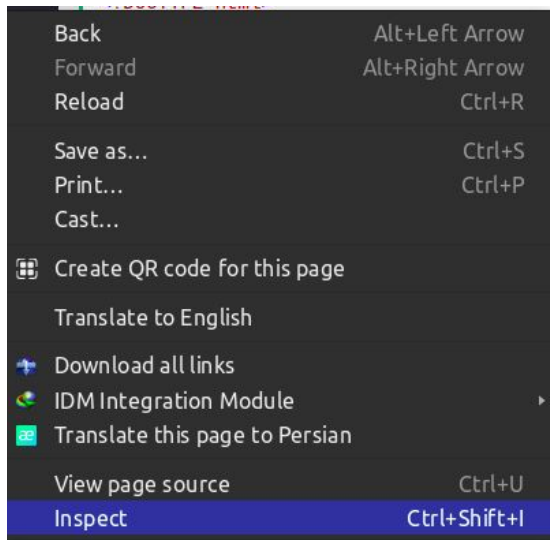 Back Alt+Left Arrow
Forward Alt+Right Arrow
Reload Ctrl+R
Save as... Ctrl+S
Print... Ctrl+P
Cast...
Create QR code for this page
Translate to English
Download all links
IDM Integration Module
æ Translate this page to Persian
View page source Ctrl+U
Inspect Ctrl+Shift+I